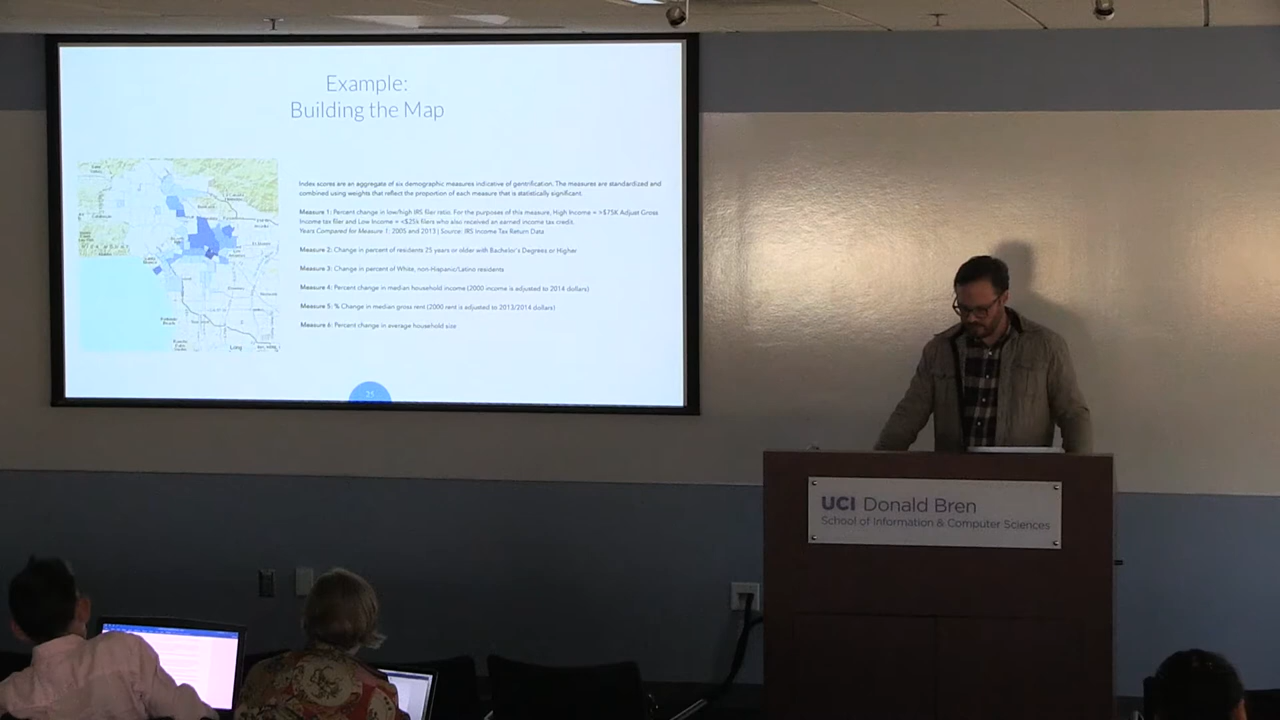 Example:
Building the Map
Index scores are an aggregate of six demographic measures indicative of gentrification. The measures are standardized and
combined using weights that reflect the proportion of each measure that is statistically significant.
Measure 1: Percent change in low/high IRS filer ratio. For the purposes of this measure, High Income = >$75K Adjust Gross
Income tax filer and Low Income = <$25k filers who also received an earned income tax credit.
Years Compared for Measure 1: 2005 and 2013 | Source: IRS Income Tax Return Data
Measure 2: Change in percent of residents 25 years or older with Bachelor's Degrees or Higher
Measure 3: Change in percent of White, non-Hispanic/Latino residents
Measure 4: Percent change in median household income (2000 income is adjusted to 2014 dollars)
Measure 5: % Change in median gross rent (2000 rent is adjusted to 2013/2014 dollars)
Measure 6: Percent change in average household size
Long
25
UCI Donald Bren
School of Information & Computer Sciences